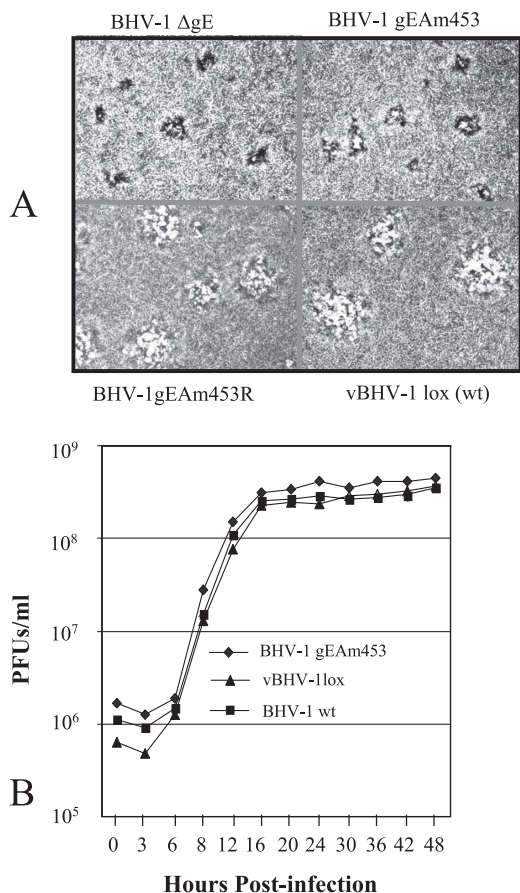 BHV-1 ΔgE BHV-1 gEAm453
A
BHV-1gEAm453R vBHV-1 lox (wt)
B
PFUs/ml
10⁹
10⁸
10⁷
10⁶
10⁵
BHV-1 gEAm453
vBHV-1lox
BHV-1 wt
0 3 6 8 12 16 20 24 30 36 42 48
Hours Post-infection